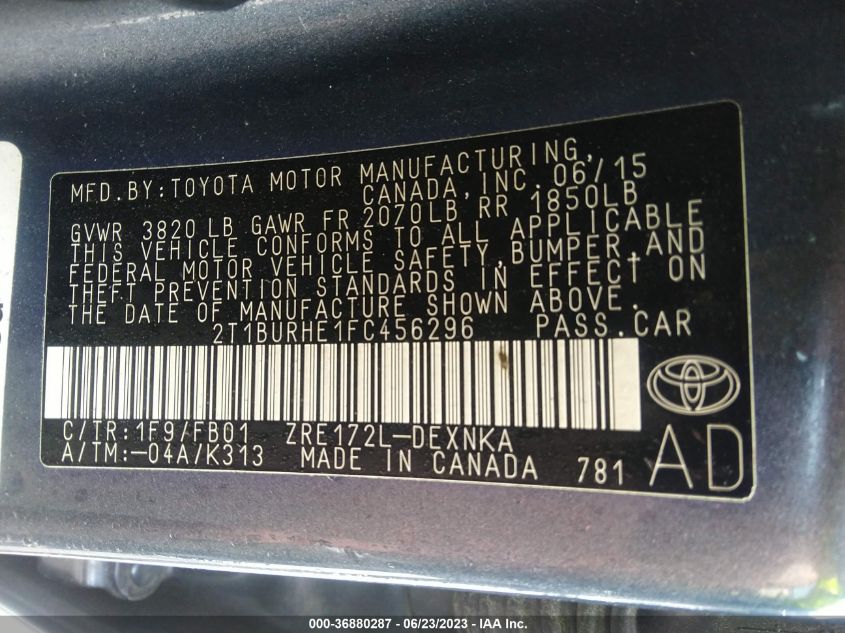 MFD.BY:TOYOTA MOTOR MANUFACTURING,
CANADA,INC. 06/15
GVWR 3820 LB GAWR FR 2070LB RR 1850LB
THIS VEHICLE CONFORMS TO ALL APPLICABLE
FEDERAL MOTOR VEHICLE SAFETY,BUMPER,AND
THEFT PREVENTION STANDARDS IN EFFECT ON
THE DATE OF MANUFACTURE SHOWN ABOVE.
2T1BURHE1FC456296 PASS.CAR
C/TR:1F9/FB01 ZRE172L-DEXNKA
A/TM:-04A/K313 MADE IN CANADA 781 AD
000-36880287 - 06/23/2023 - IAAI.com